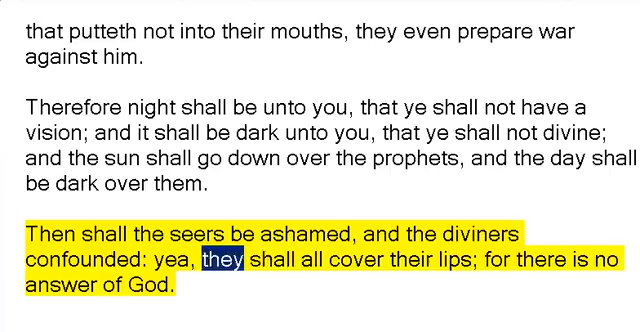 that putteth not into their mouths, they even prepare war
against him.
Therefore night shall be unto you, that ye shall not have a
vision; and it shall be dark unto you, that ye shall not divine;
and the sun shall go down over the prophets, and the day shall
be dark over them.
Then shall the seers be ashamed, and the diviners
confounded: yea, they shall all cover their lips; for there is no
answer of God.